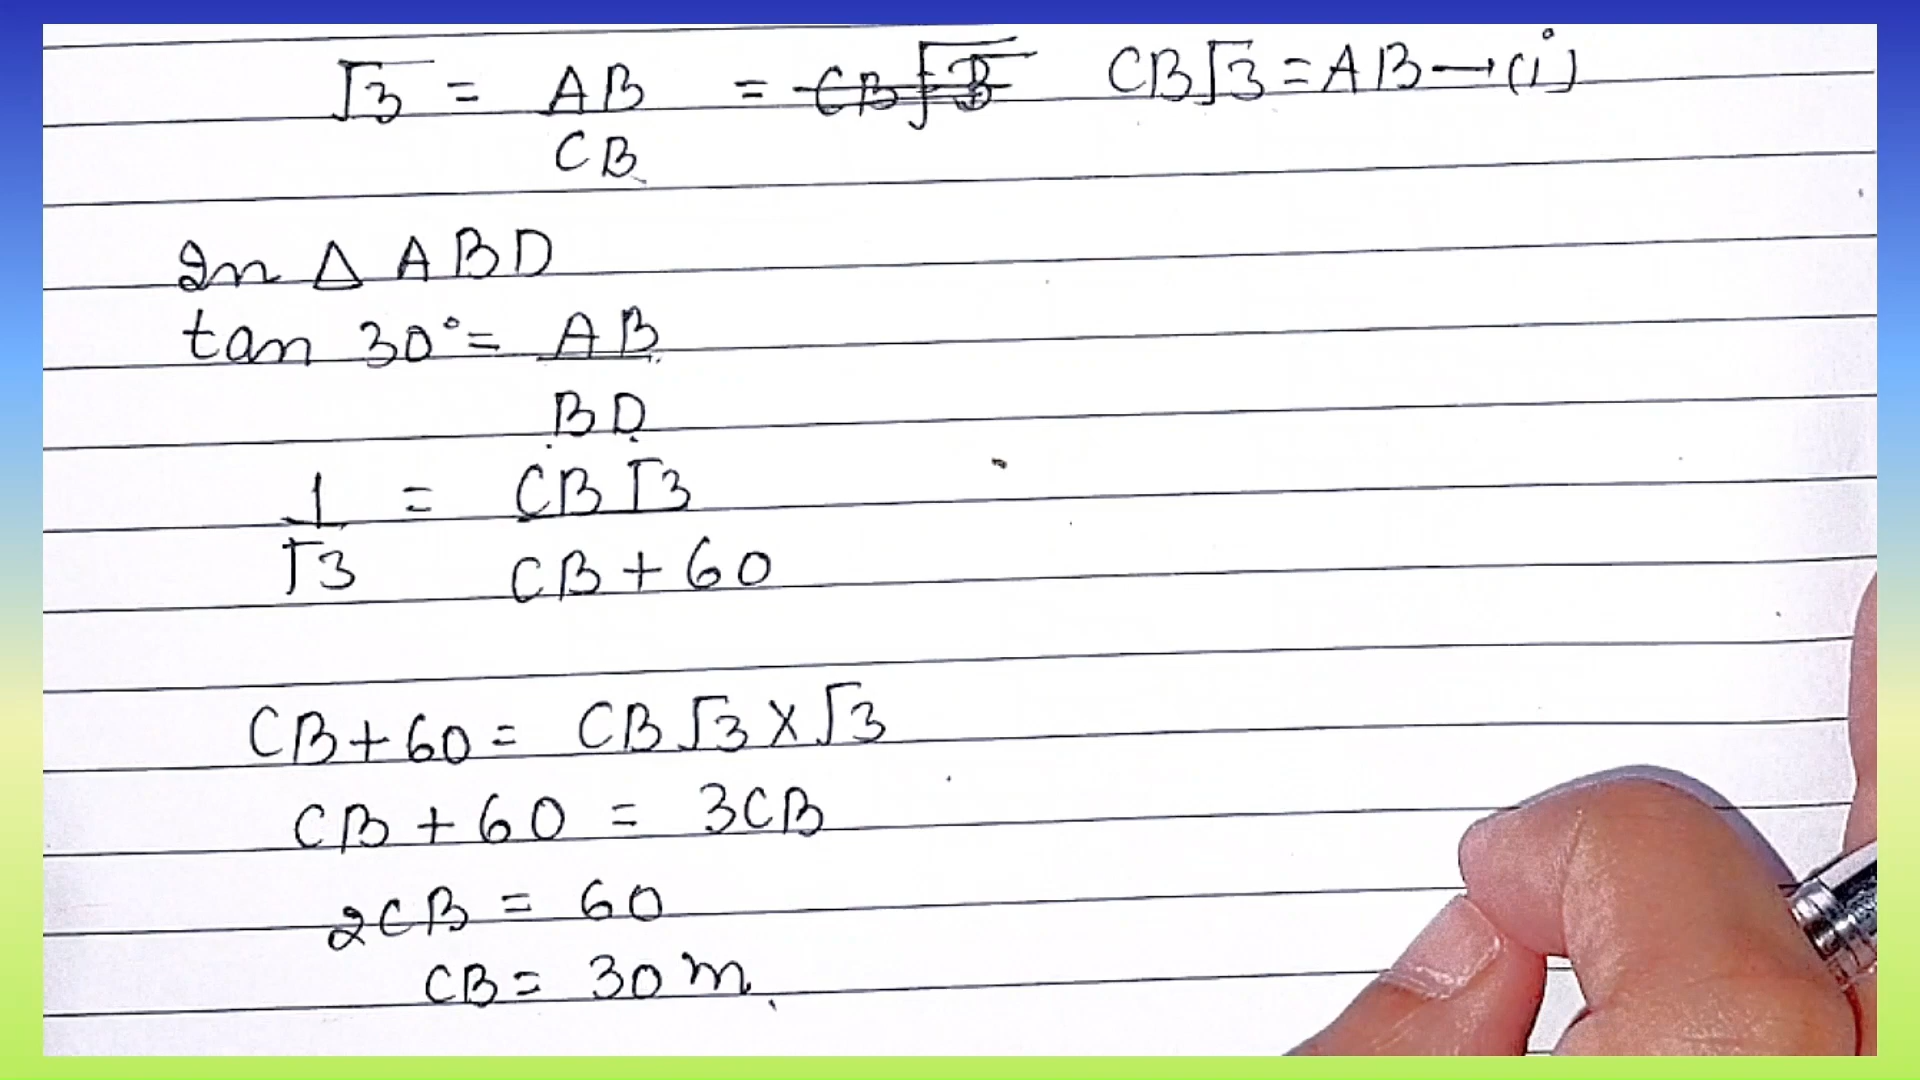 √3 = AB = CB√3 CB√3 = AB → (i)
CB
In Δ ABD
tan 30° = AB
BD
1 = CB√3
√3 CB + 60
CB + 60 = CB√3 × √3
CB + 60 = 3CB
2CB = 60
CB = 30 m